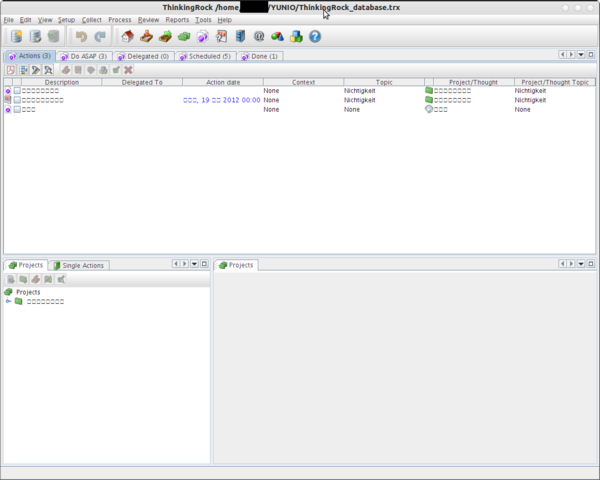 ThinkingRock /home /YUNIO/ThinkingRock_database.trx
File Edit View Setup Collect Process Review Reports Tools Help
Actions (3) Do ASAP (3) Delegated (0) Scheduled (5) Done (1)
Description Delegated To Action date Context Topic Project/Thought Project/Thought Topic
□□□□□□□□ None Nichtigkeit □□□□□□□□ Nichtigkeit
□□□□□□□□□ □□□, 19 □□ 2012 00:00 None Nichtigkeit □□□□□□□□ Nichtigkeit
□□□ None None □□□ None
Projects Single Actions Projects
Projects
□□□□□□□□